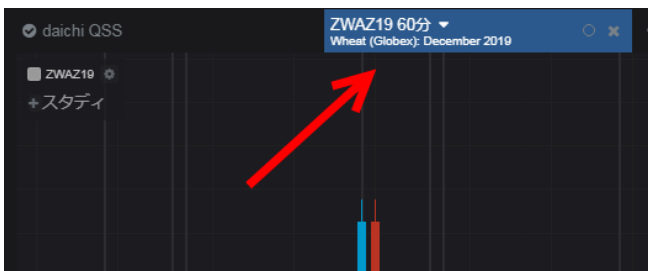 daichi QSS
ZWAZ19 60分
Wheat (Globex): December 2019
ZWAZ19
+スタディ